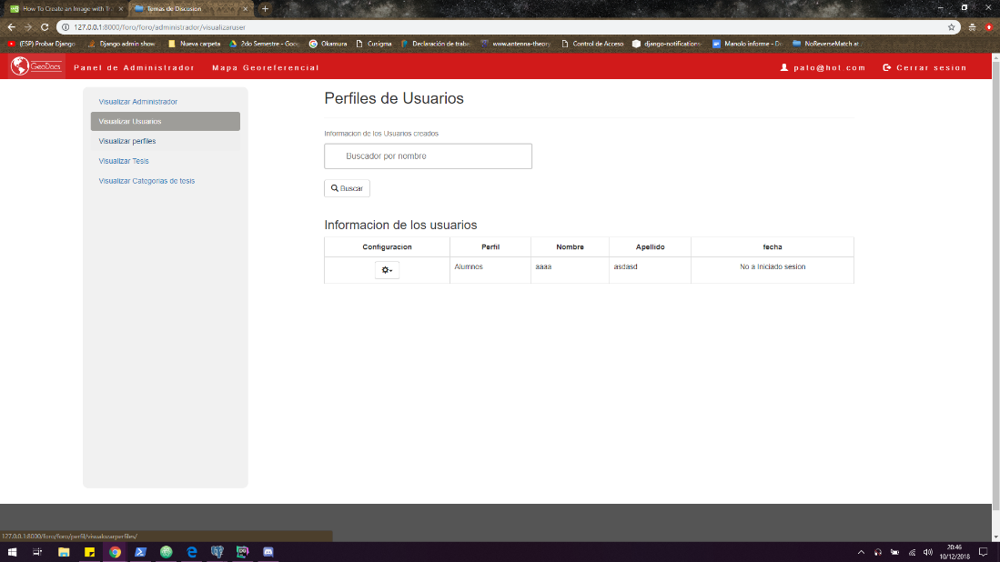 How To Create an Image with Tr
Temas de Discusion
127.0.0.1:8000/foro/foro/administrador/visualizaruser
(ESP) Probar Django
Django admin show
Nueva carpeta
2do Semestre - Goo
Okamura
Cusigma
Declaración de traba
www.antenna-theory
Control de Acceso
django-notifications
Manolo informe - Do
NoReverseMatch at
GeoDocs
Panel de Administrador
Mapa Georeferencial
pato@hol.com
Cerrar sesion
Visualizar Administrador
Visualizar Usuarios
Visualizar perfiles
Visualizar Tesis
Visualizar Categorias de tesis
Perfiles de Usuarios
Informacion de los Usuarios creados
Buscador por nombre
Buscar
Informacion de los usuarios
Configuracion Perfil Nombre Apellido fecha
Alumnos aaaa asdasd No a Iniciado sesion
127.0.0.1:8000/foro/foro/perfil/visualozarperfiles/
20:46
10/12/2018